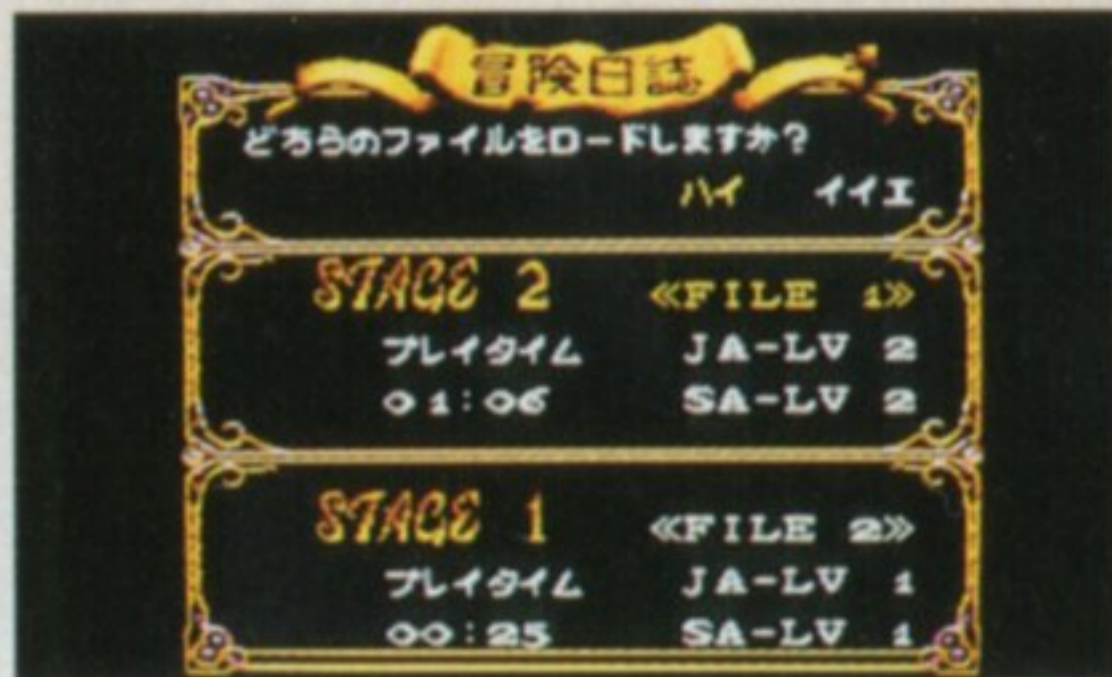 冒険日誌
どちらのファイルをロードしますか？
ハイ　イイエ
STAGE 2　≪FILE 1≫
プレイタイム　JA-LV 2
01:06　SA-LV 2
STAGE 1　≪FILE 2≫
プレイタイム　JA-LV 1
00:25　SA-LV 1